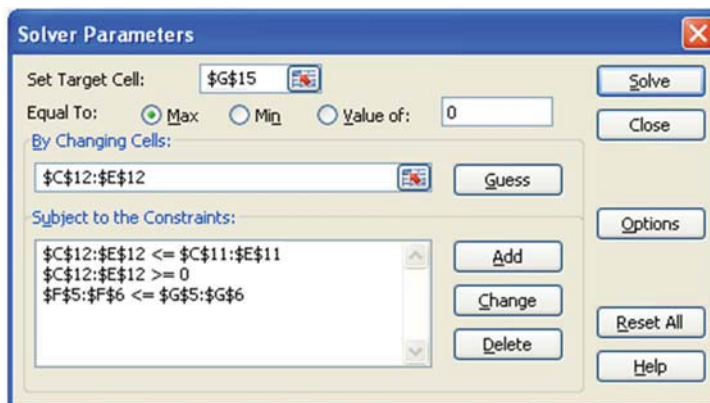 Solver Parameters
Set Target Cell: $G$15 Solve
Equal To: Max Min Value of: 0 Close
By Changing Cells:
$C$12:$E$12 Guess
Subject to the Constraints: Options
$C$12:$E$12 <= $C$11:$E$11 Add
$C$12:$E$12 >= 0
$F$5:$F$6 <= $G$5:$G$6 Change
Reset All
Delete
Help